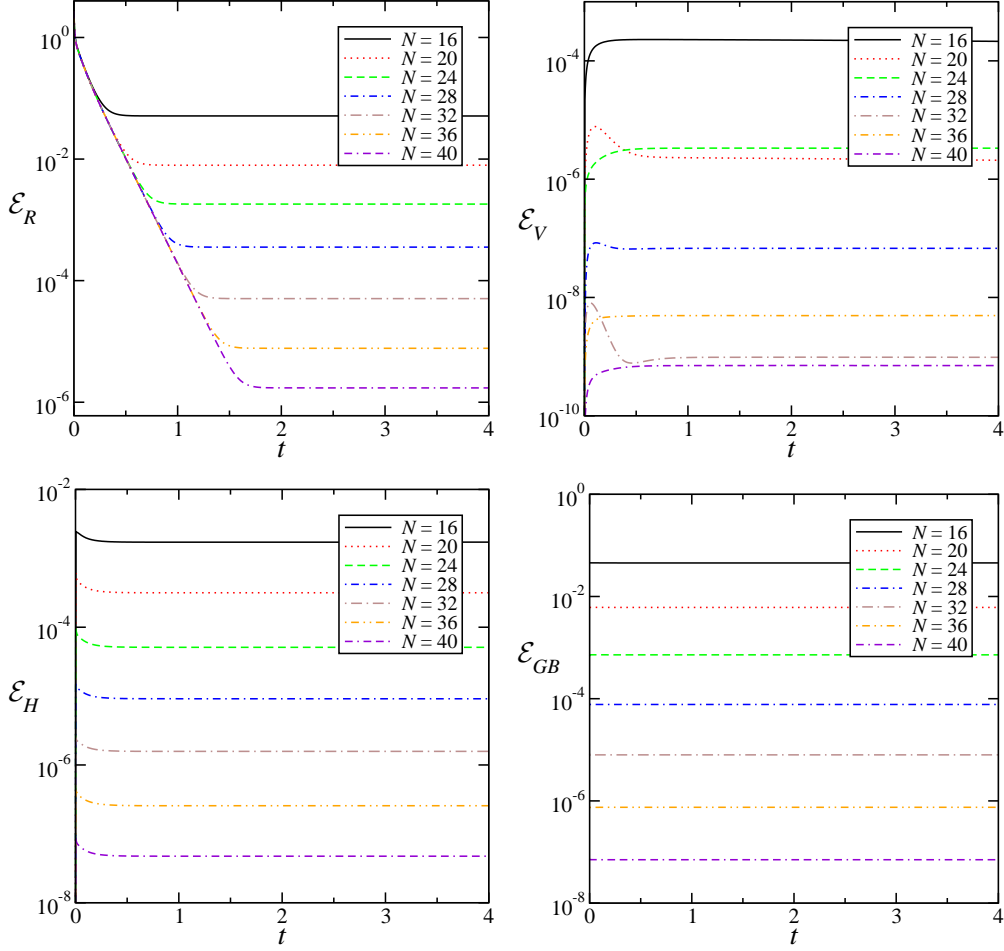 10^0
10^-2
10^-4
10^-6
ℰ_R
0 1 2 3 4
t
N = 16
N = 20
N = 24
N = 28
N = 32
N = 36
N = 40
10^-4
10^-6
10^-8
10^-10
ℰ_V
0 1 2 3 4
t
N = 16
N = 20
N = 24
N = 28
N = 32
N = 36
N = 40
10^-2
10^-4
10^-6
10^-8
ℰ_H
0 1 2 3 4
t
N = 16
N = 20
N = 24
N = 28
N = 32
N = 36
N = 40
10^0
10^-2
10^-4
10^-6
10^-8
ℰ_GB
0 1 2 3 4
t
N = 16
N = 20
N = 24
N = 28
N = 32
N = 36
N = 40